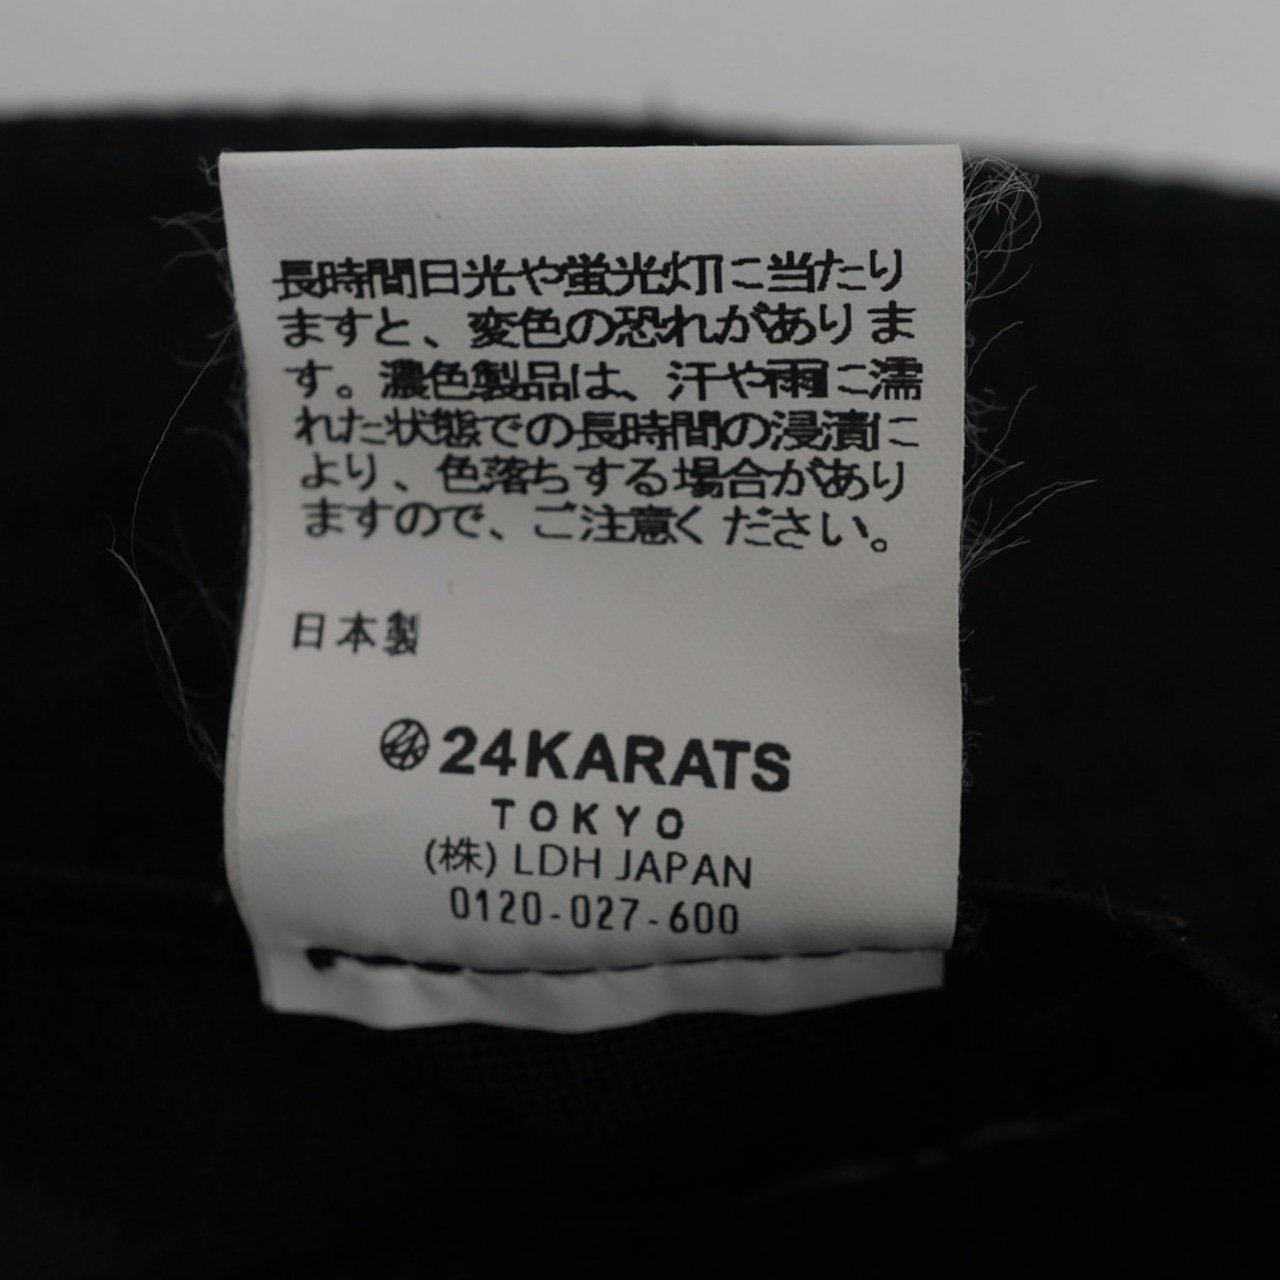 長時間日光や蛍光灯に当たり
ますと、変色の恐れがありま
す。濃色製品は、汗や雨に濡
れた状態での長時間の浸漬に
より、色落ちする場合があり
ますので、ご注意ください。
日本製
24KARATS
TOKYO
(株) LDH JAPAN
0120-027-600